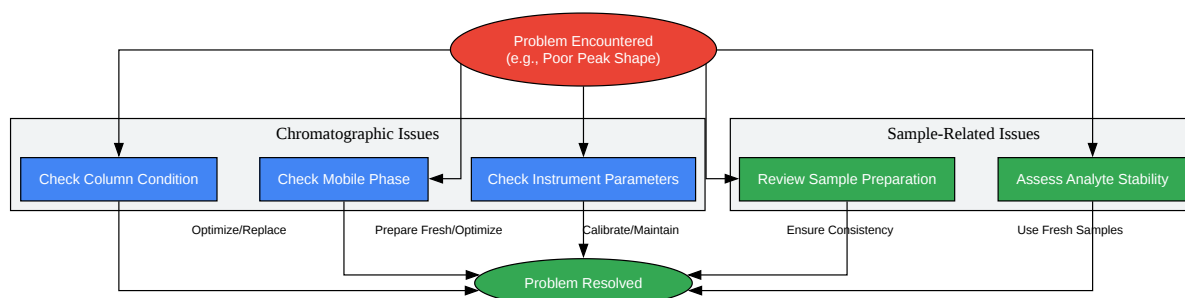 Problem Encountered
(e.g., Poor Peak Shape)
Chromatographic Issues
Sample-Related Issues
Check Column Condition
Check Mobile Phase
Check Instrument Parameters
Review Sample Preparation
Assess Analyte Stability
Optimize/Replace
Prepare Fresh/Optimize
Calibrate/Maintain
Ensure Consistency
Use Fresh Samples
Problem Resolved